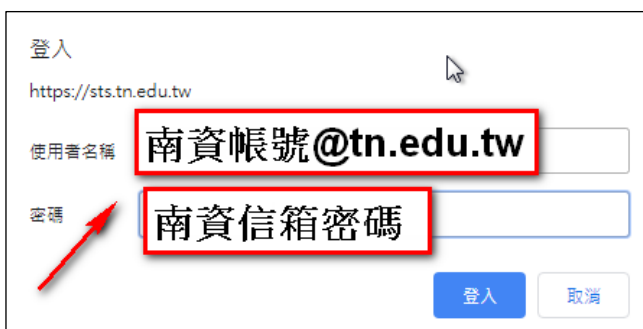 登入
https://sts.tn.edu.tw
使用者名稱
南資帳號@tn.edu.tw
密碼
南資信箱密碼
登入
取消